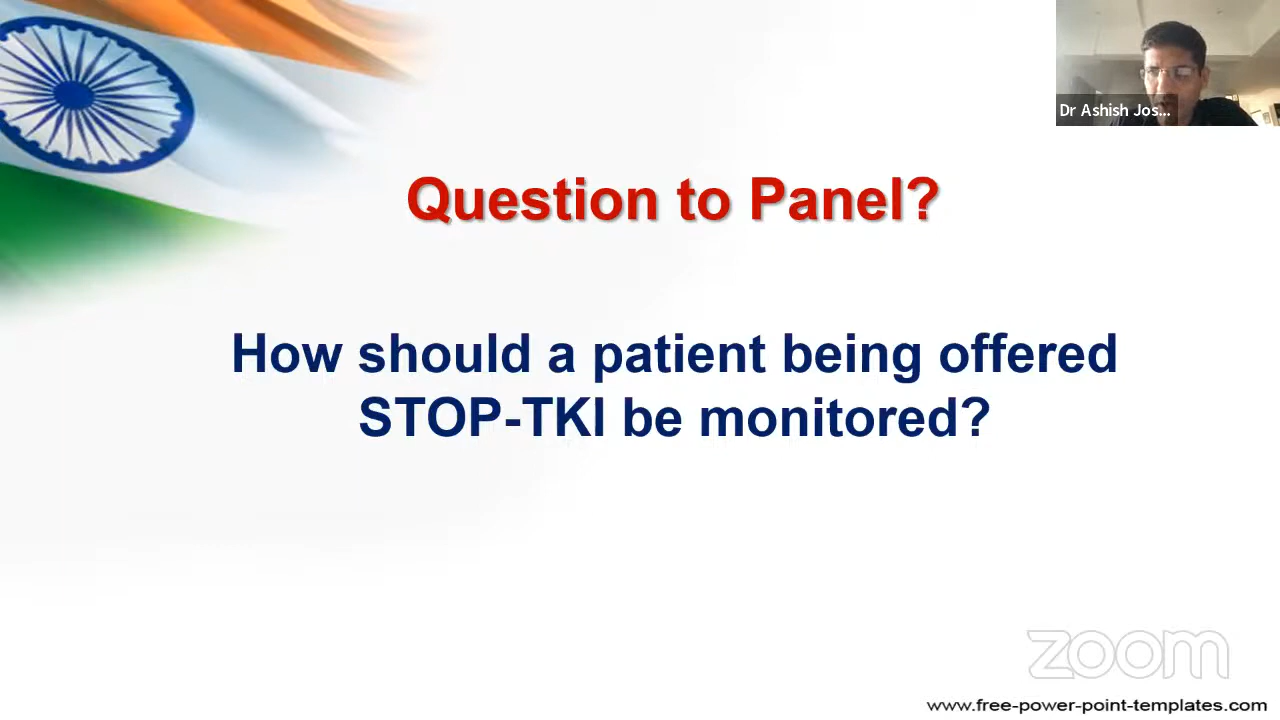 Dr Ashish Jos...
Question to Panel?
How should a patient being offered
STOP-TKI be monitored?
zoom
www.free-power-point-templates.com